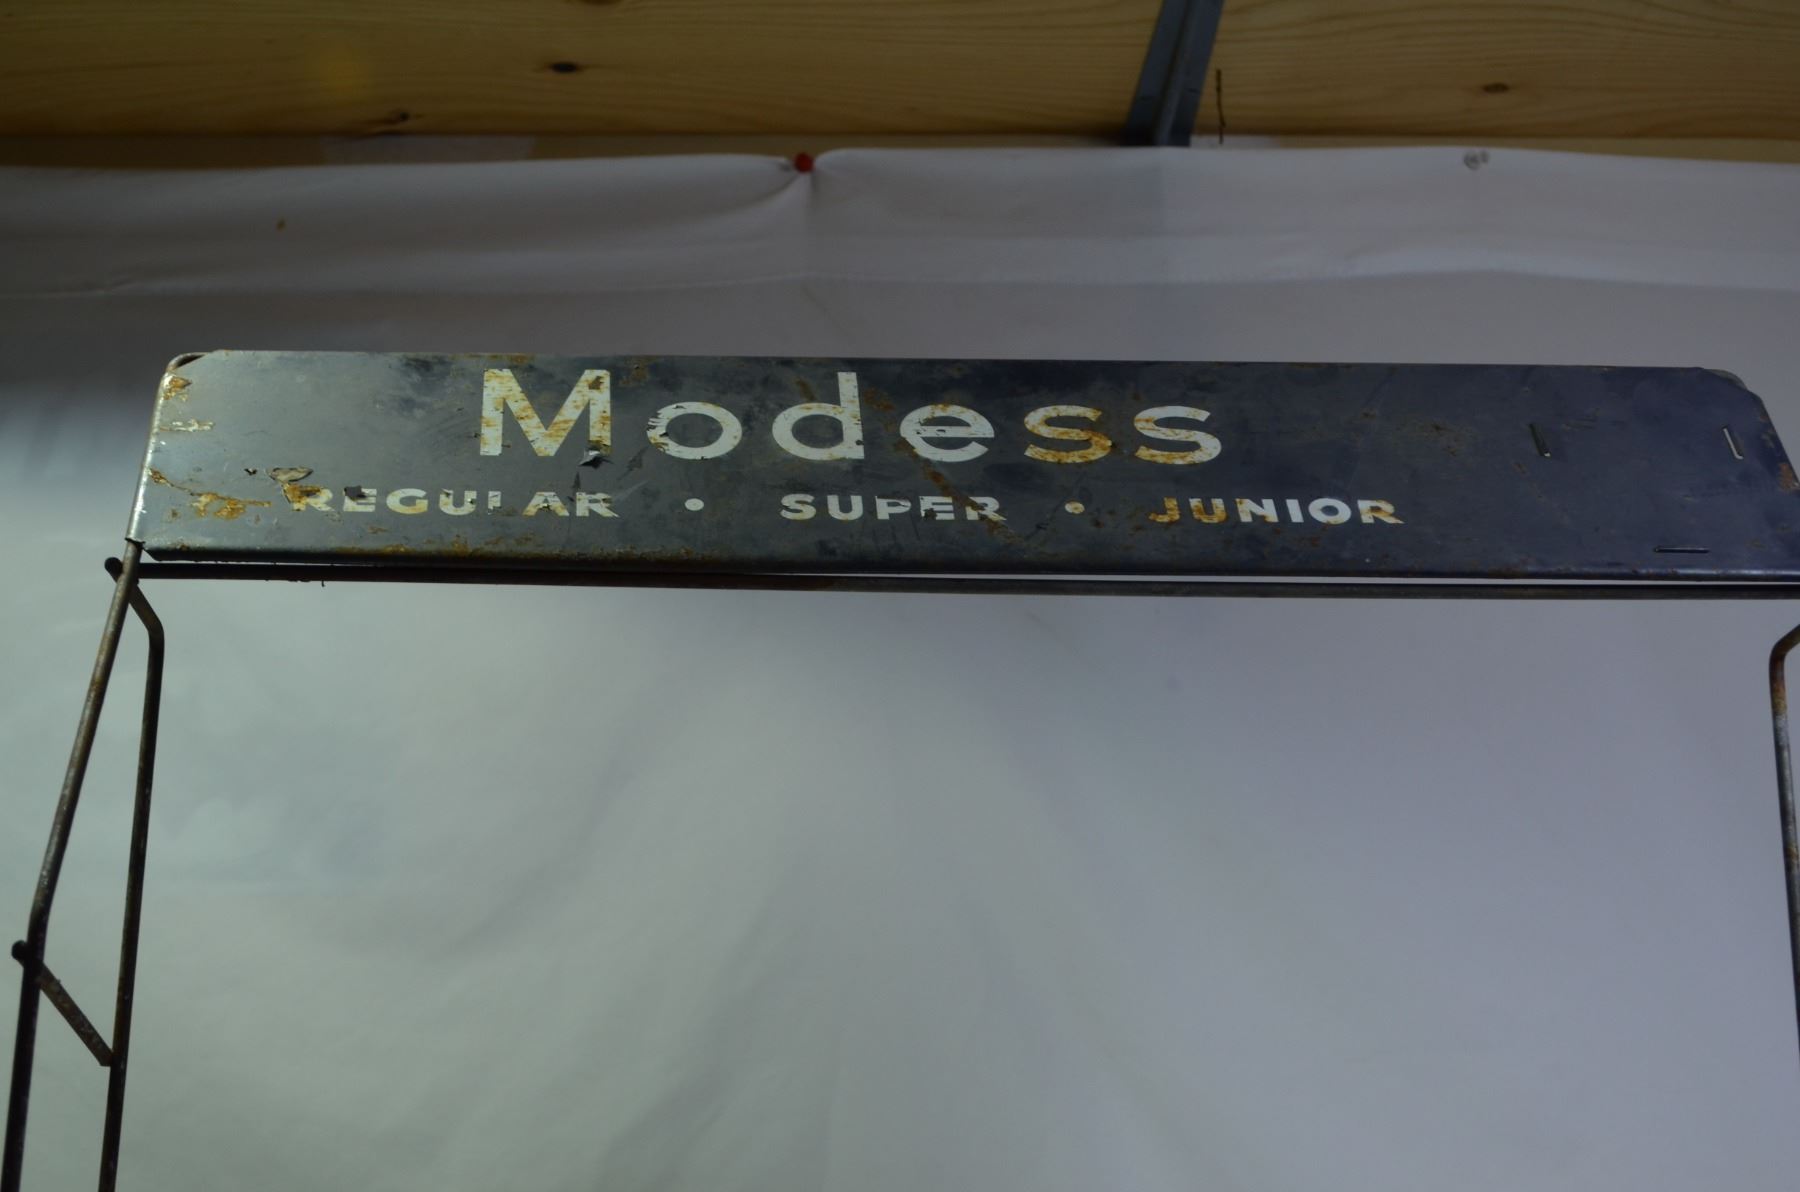 Modess
REGULAR • SUPER • JUNIOR